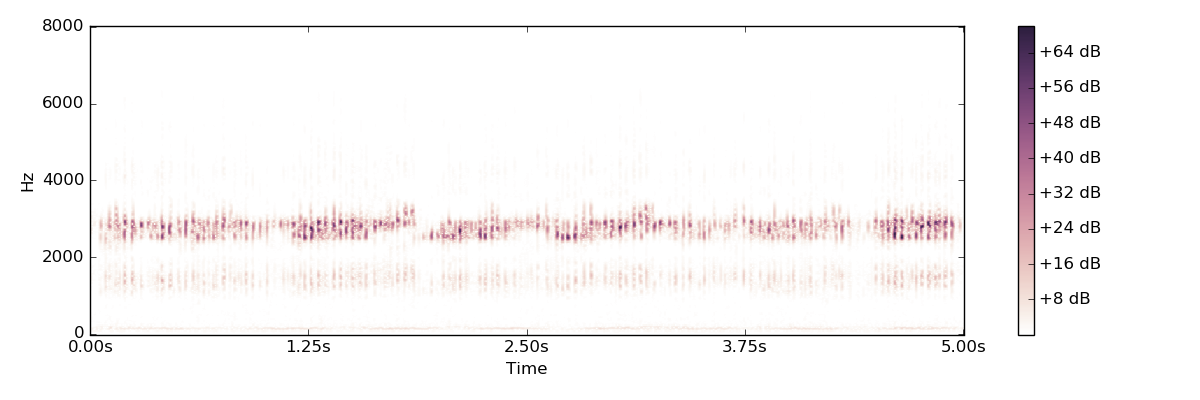 8000
6000
4000
2000
0
Hz
0.00s 1.25s 2.50s 3.75s 5.00s
Time
+64 dB
+56 dB
+48 dB
+40 dB
+32 dB
+24 dB
+16 dB
+8 dB